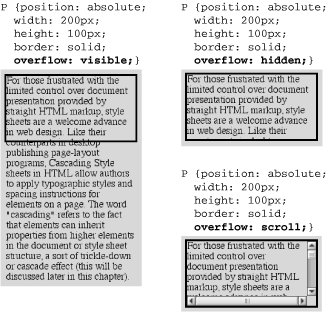 P {position: absolute;
width: 200px;
height: 100px;
border: solid;
overflow: visible;}
For those frustrated with the
limited control over document
presentation provided by
straight HTML markup, style
sheets are a welcome advance
in web design. Like their
counterparts in desktop
publishing page-layout
programs, Cascading Style
sheets in HTML allow authors
to apply typographic styles and
spacing instructions for
elements on a page. The word
"cascading" refers to the fact
that elements can inherit
properties from higher elements
in the document or style sheet
structure, a sort of trickle-down
or cascade effect (this will be
discussed later in this chapter).
P {position: absolute;
width: 200px;
height: 100px;
border: solid;
overflow: hidden;}
For those frustrated with the
limited control over document
presentation provided by
straight HTML markup, style
sheets are a welcome advance
in web design. Like their
P {position: absolute;
width: 200px;
height: 100px;
border: solid;
overflow: scroll;}
For those frustrated with
the limited control over
document presentation
provided by straight HTML
markup, style sheets are a